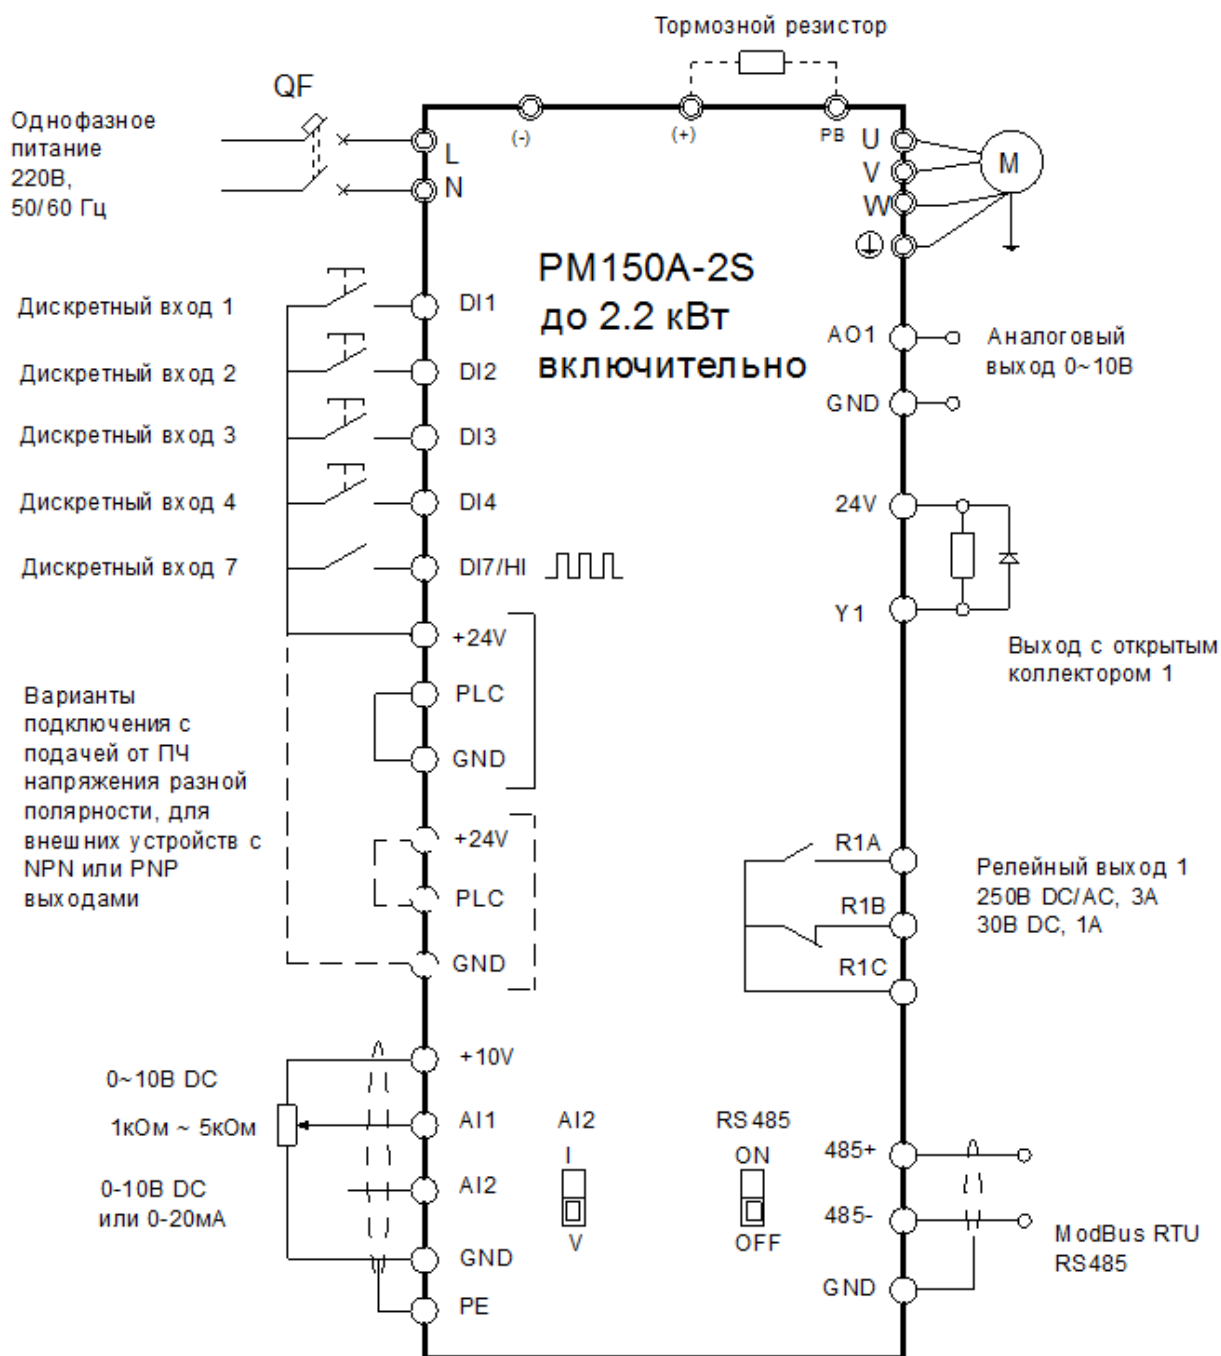 Тормозной резистор
QF
Однофазное
питание
220В,
50/60 Гц
L
N
(-)
(+)
PB
U
V
W
M
PM150A-2S
до 2.2 кВт
включительно
Дискретный вход 1
DI1
Дискретный вход 2
DI2
Дискретный вход 3
DI3
Дискретный вход 4
DI4
Дискретный вход 7
DI7/HI
+24V
PLC
GND
Варианты
подключения с
подачей от ПЧ
напряжения разной
полярности, для
внешних устройств с
NPN или PNP
выходами
+24V
PLC
GND
AO1
Аналоговый
выход 0~10В
GND
24V
Y1
Выход с открытым
коллектором 1
R1A
R1B
R1C
Релейный выход 1
250В DC/AC, 3А
30В DC, 1А
+10V
0~10В DC
1кОм ~ 5кОм
AI1
0-10В DC
или 0-20мА
AI2
GND
PE
AI2
I
V
RS485
ON
OFF
485+
485-
GND
ModBus RTU
RS485